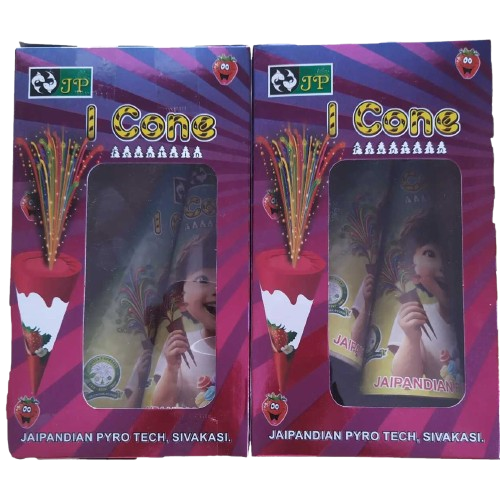 JP
I Cone
JAIPANDIAN PYRO TECH, SIVAKASI.
JP
I Cone
JAIPANDIAN
JAIPANDIAN PYRO TECH, SIVAKASI.